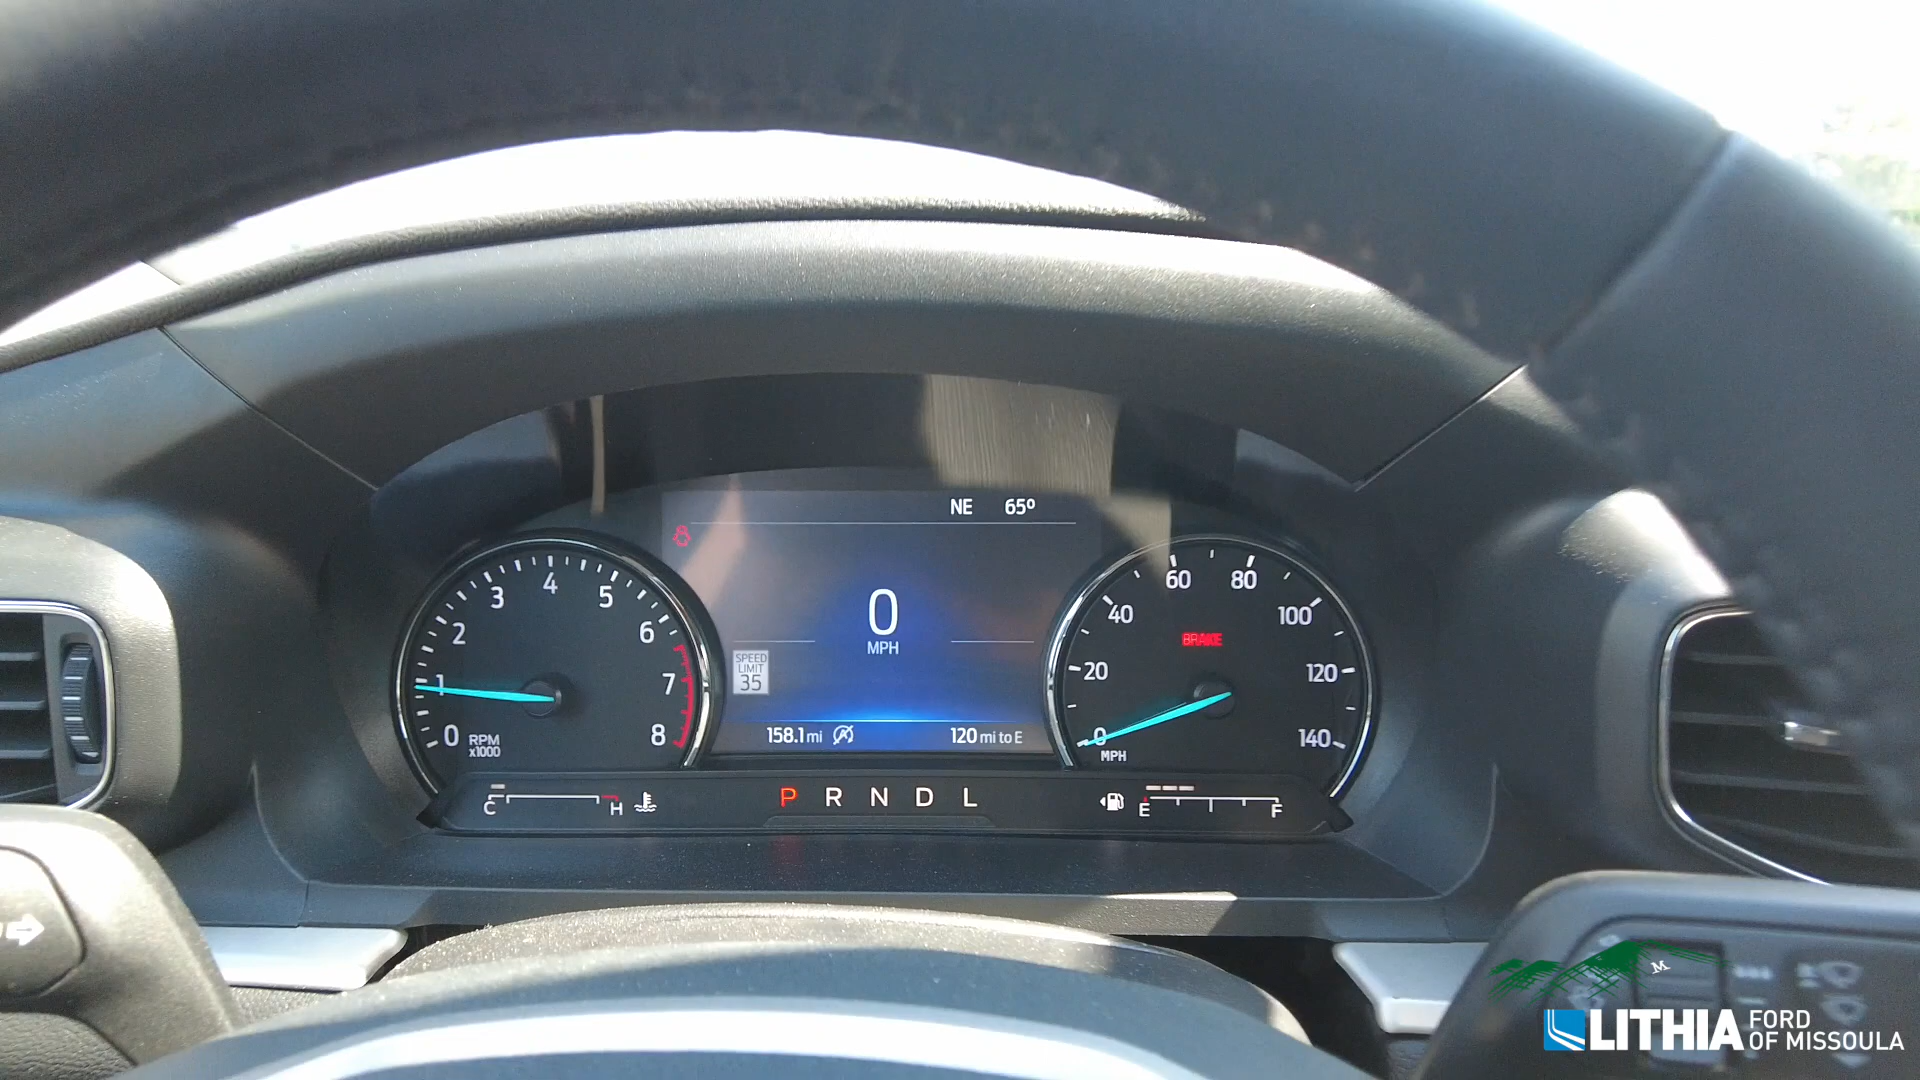 NE 65°
0
MPH
SPEED
LIMIT
35
158.1 mi 120 mi to E
0 1 2 3 4 5 6 7 8
RPM
x1000
0 20 40 60 80 100 120 140
MPH
BRAKE
C H
P R N D L
E F
M
LITHIA FORD
OF MISSOULA